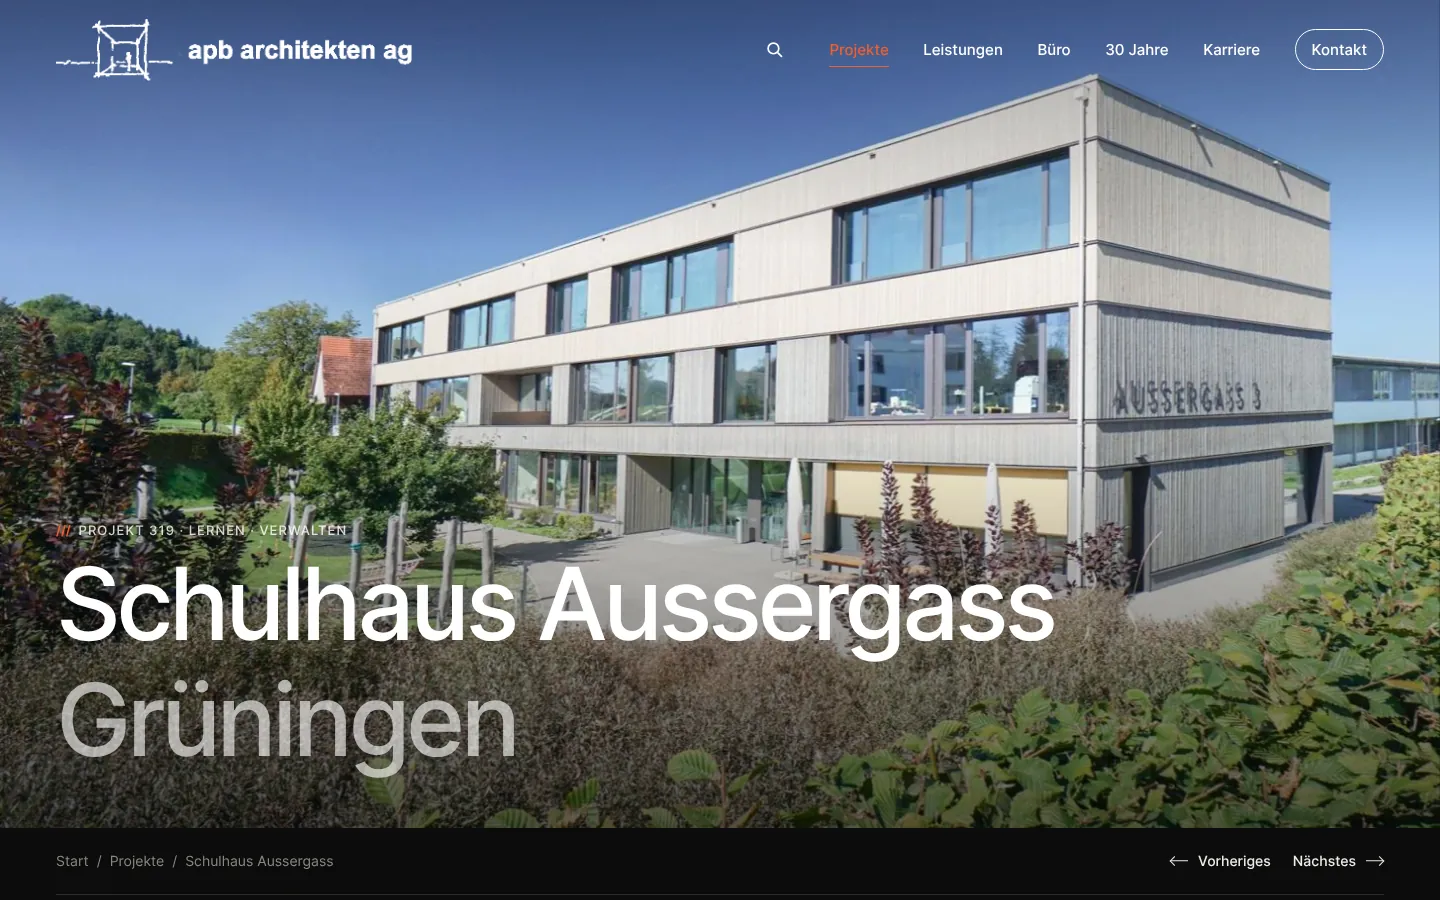 apb architekten ag
Projekte
Leistungen
Büro
30 Jahre
Karriere
Kontakt
AUSSERGASS 3
PROJEKT 319 · LERNEN · VERWALTEN
Schulhaus Aussergass
Grüningen
Start / Projekte / Schulhaus Aussergass
Vorheriges
Nächstes